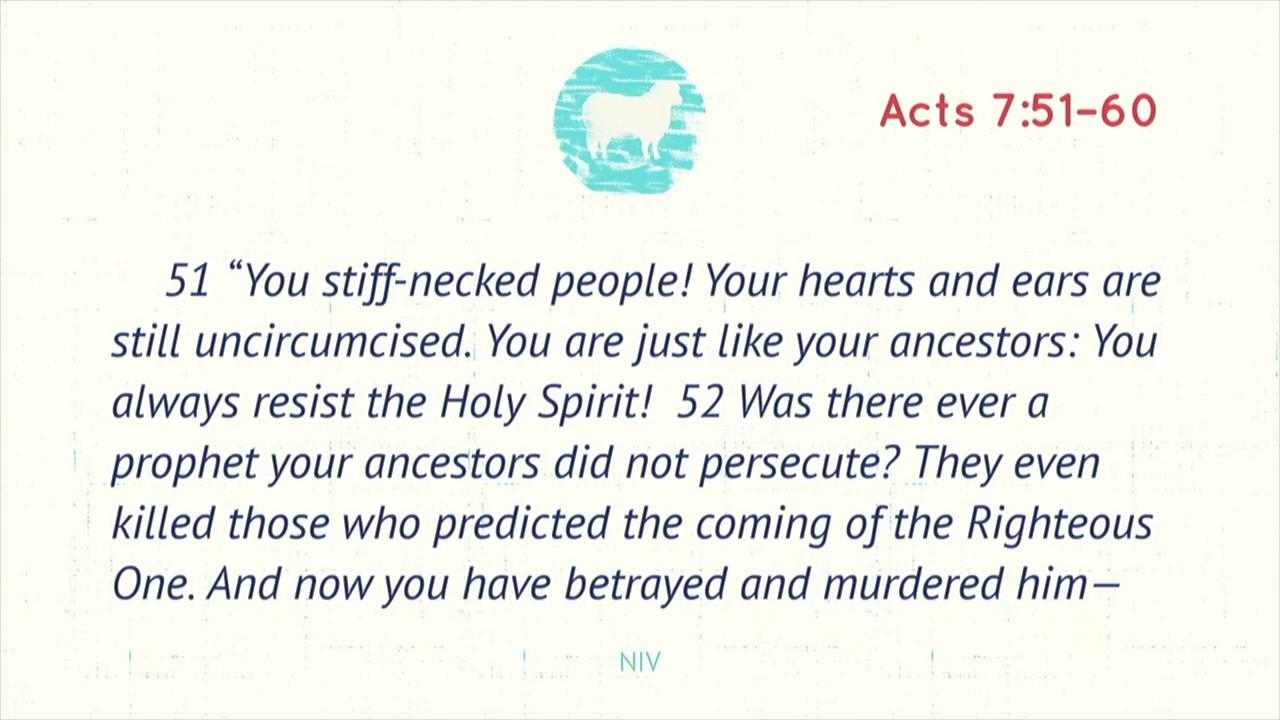 Acts 7:51–60
51 “You stiff-necked people! Your hearts and ears are
still uncircumcised. You are just like your ancestors: You
always resist the Holy Spirit!  52 Was there ever a
prophet your ancestors did not persecute? They even
killed those who predicted the coming of the Righteous
One. And now you have betrayed and murdered him—
NIV